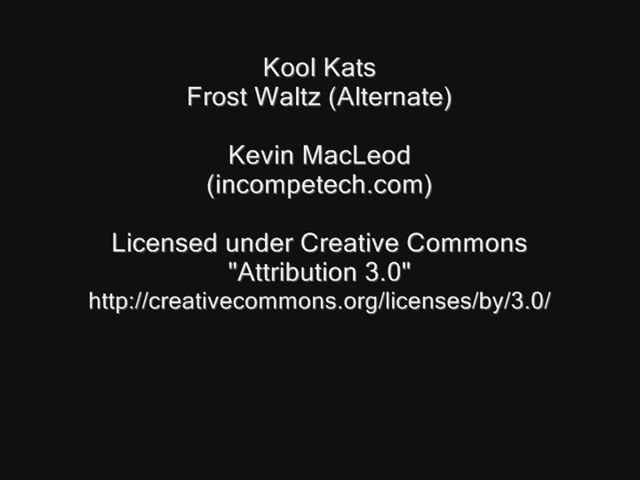 Kool Kats
Frost Waltz (Alternate)
Kevin MacLeod
(incompetech.com)
Licensed under Creative Commons
"Attribution 3.0"
http://creativecommons.org/licenses/by/3.0/